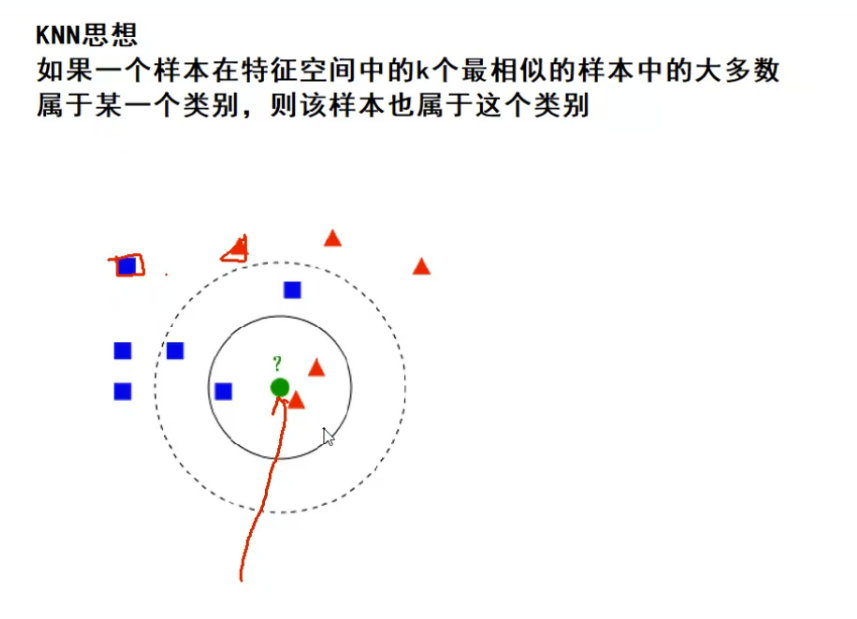 KNN思想
如果一个样本在特征空间中的k个最相似的样本中的大多数
属于某一个类别，则该样本也属于这个类别
?